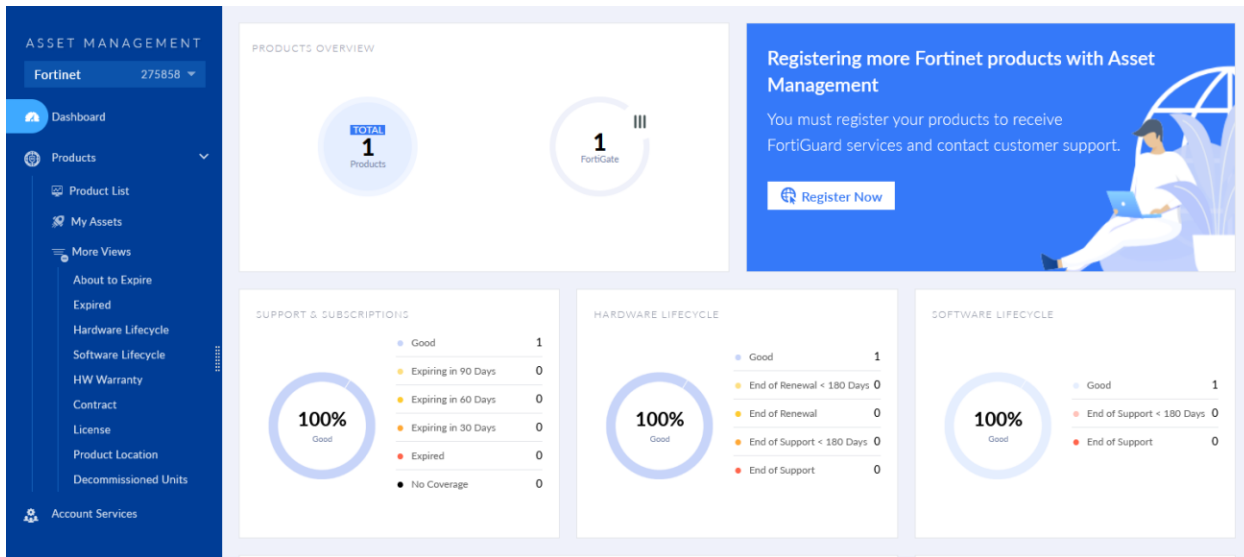 ASSET MANAGEMENT
Fortinet 275858
Dashboard
Products
Product List
My Assets
More Views
About to Expire
Expired
Hardware Lifecycle
Software Lifecycle
HW Warranty
Contract
License
Product Location
Decommissioned Units
Account Services
PRODUCTS OVERVIEW
TOTAL
1
Products
1
FortiGate
Registering more Fortinet products with Asset
Management
You must register your products to receive
FortiGuard services and contact customer support.
Register Now
SUPPORT & SUBSCRIPTIONS
100%
Good
Good 1
Expiring in 90 Days 0
Expiring in 60 Days 0
Expiring in 30 Days 0
Expired 0
No Coverage 0
HARDWARE LIFECYCLE
100%
Good
Good 1
End of Renewal < 180 Days 0
End of Renewal 0
End of Support < 180 Days 0
End of Support 0
SOFTWARE LIFECYCLE
100%
Good
Good 1
End of Support < 180 Days 0
End of Support 0